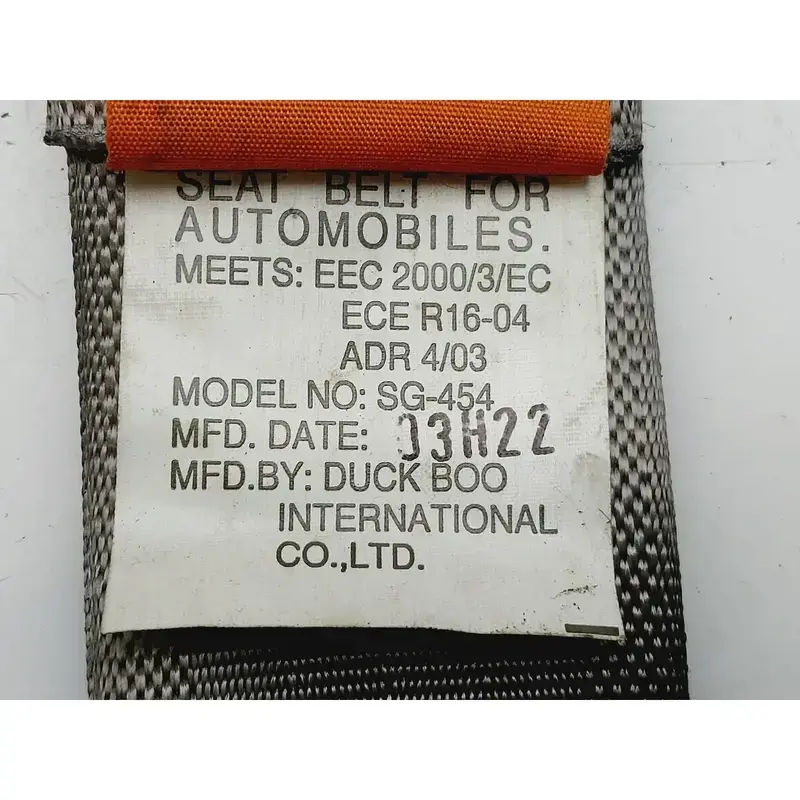 SEAT BELT FOR
AUTOMOBILES.
MEETS: EEC 2000/3/EC
ECE R16-04
ADR 4/03
MODEL NO: SG-454
MFD. DATE: 03H22
MFD.BY: DUCK BOO
INTERNATIONAL
CO.,LTD.